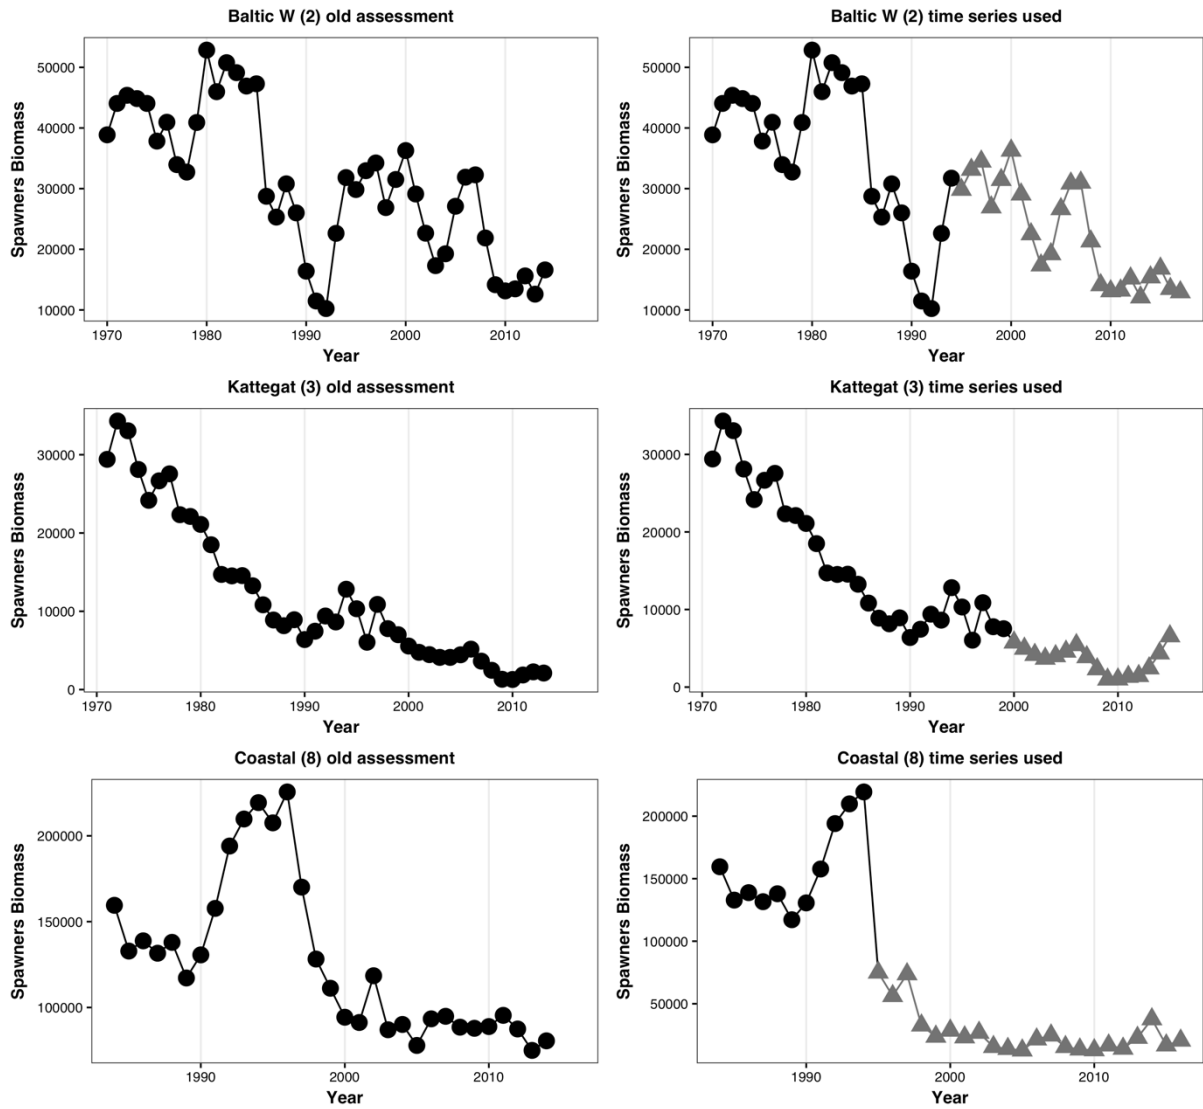 Baltic W (2) old assessment
Spawners Biomass
50000
40000
30000
20000
10000
1970 1980 1990 2000 2010
Year
Baltic W (2) time series used
Spawners Biomass
50000
40000
30000
20000
10000
1970 1980 1990 2000 2010
Year
Kattegat (3) old assessment
Spawners Biomass
30000
20000
10000
0
1970 1980 1990 2000 2010
Year
Kattegat (3) time series used
Spawners Biomass
30000
20000
10000
0
1970 1980 1990 2000 2010
Year
Coastal (8) old assessment
Spawners Biomass
200000
150000
100000
1990 2000 2010
Year
Coastal (8) time series used
Spawners Biomass
200000
150000
100000
50000
1990 2000 2010
Year